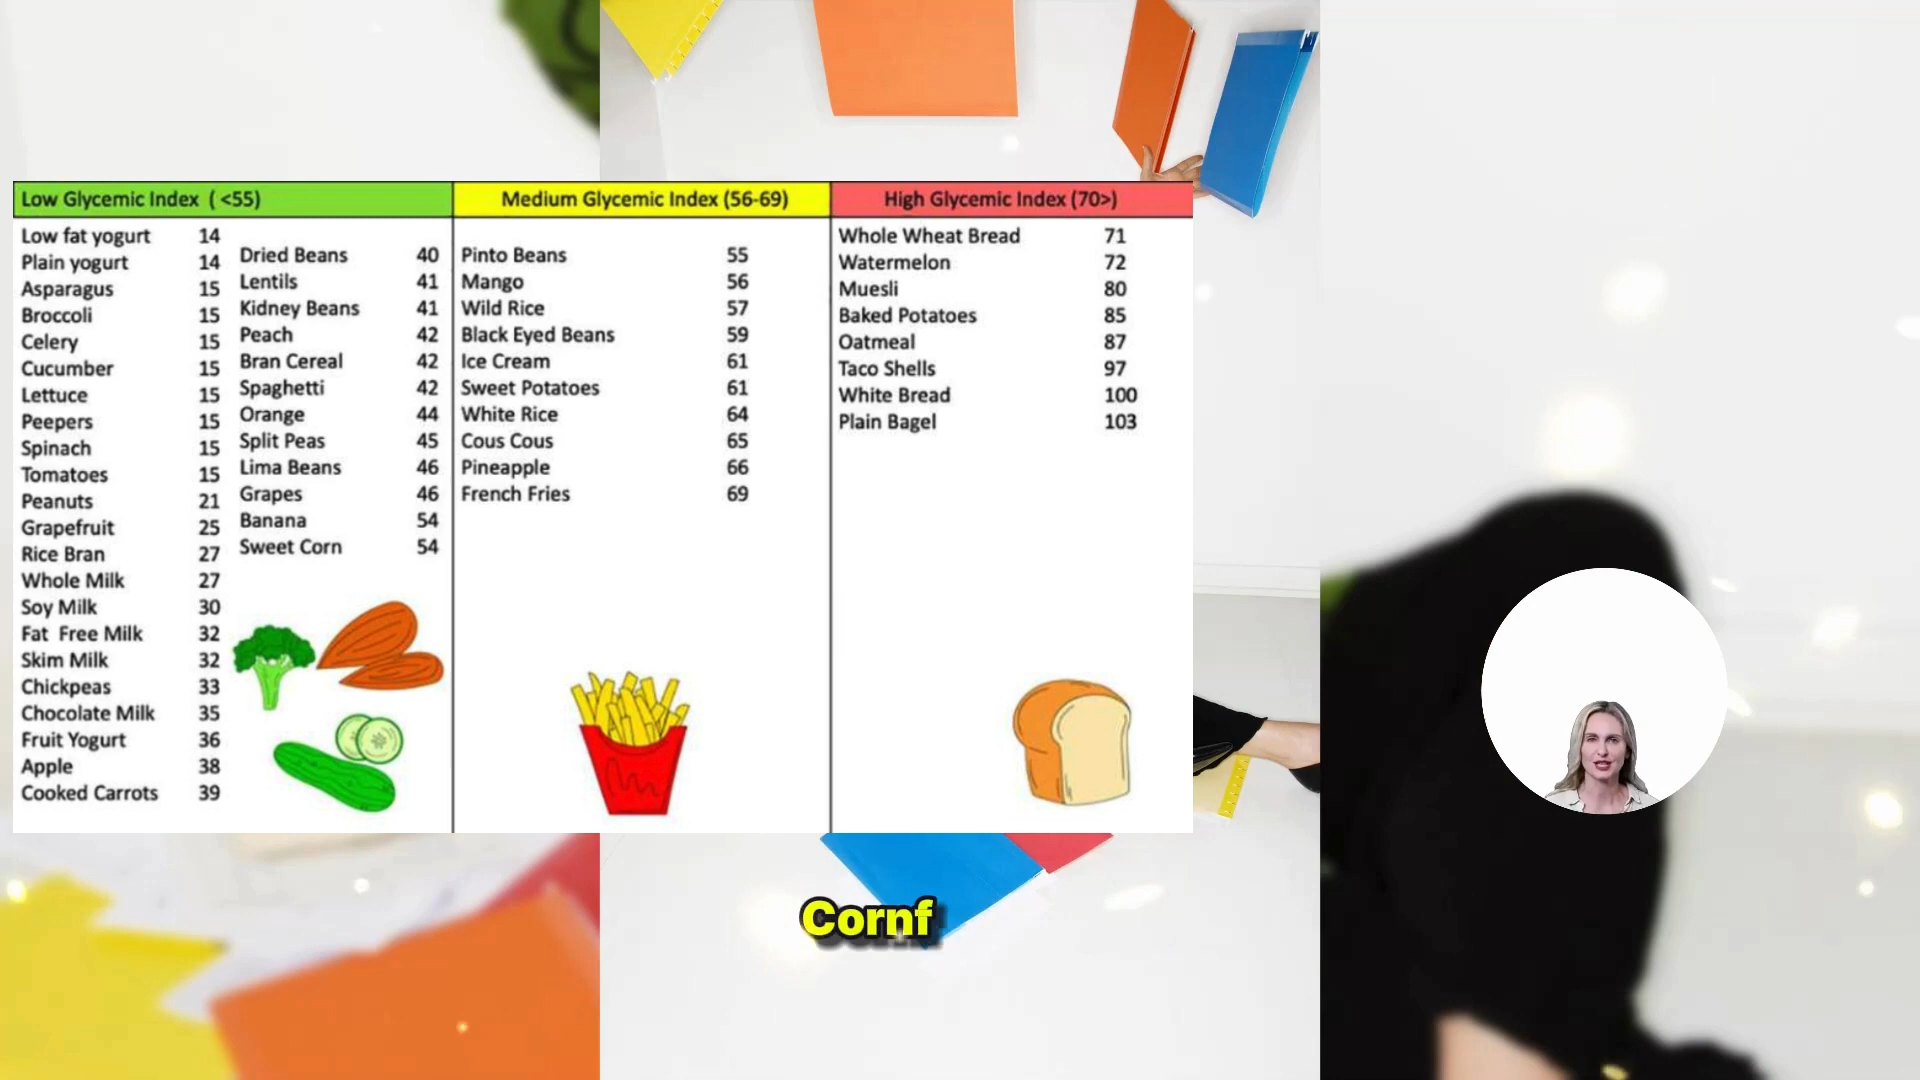 Low Glycemic Index ( <55)
Low fat yogurt 14
Plain yogurt 14
Asparagus 15
Broccoli 15
Celery 15
Cucumber 15
Lettuce 15
Peepers 15
Spinach 15
Tomatoes 15
Peanuts 21
Grapefruit 25
Rice Bran 27
Whole Milk 27
Soy Milk 30
Fat Free Milk 32
Skim Milk 32
Chickpeas 33
Chocolate Milk 35
Fruit Yogurt 36
Apple 38
Cooked Carrots 39
Dried Beans 40
Lentils 41
Kidney Beans 41
Peach 42
Bran Cereal 42
Spaghetti 42
Orange 44
Split Peas 45
Lima Beans 46
Grapes 46
Banana 54
Sweet Corn 54
Medium Glycemic Index (56-69)
Pinto Beans 55
Mango 56
Wild Rice 57
Black Eyed Beans 59
Ice Cream 61
Sweet Potatoes 61
White Rice 64
Cous Cous 65
Pineapple 66
French Fries 69
High Glycemic Index (70>)
Whole Wheat Bread 71
Watermelon 72
Muesli 80
Baked Potatoes 85
Oatmeal 87
Taco Shells 97
White Bread 100
Plain Bagel 103
Cornf